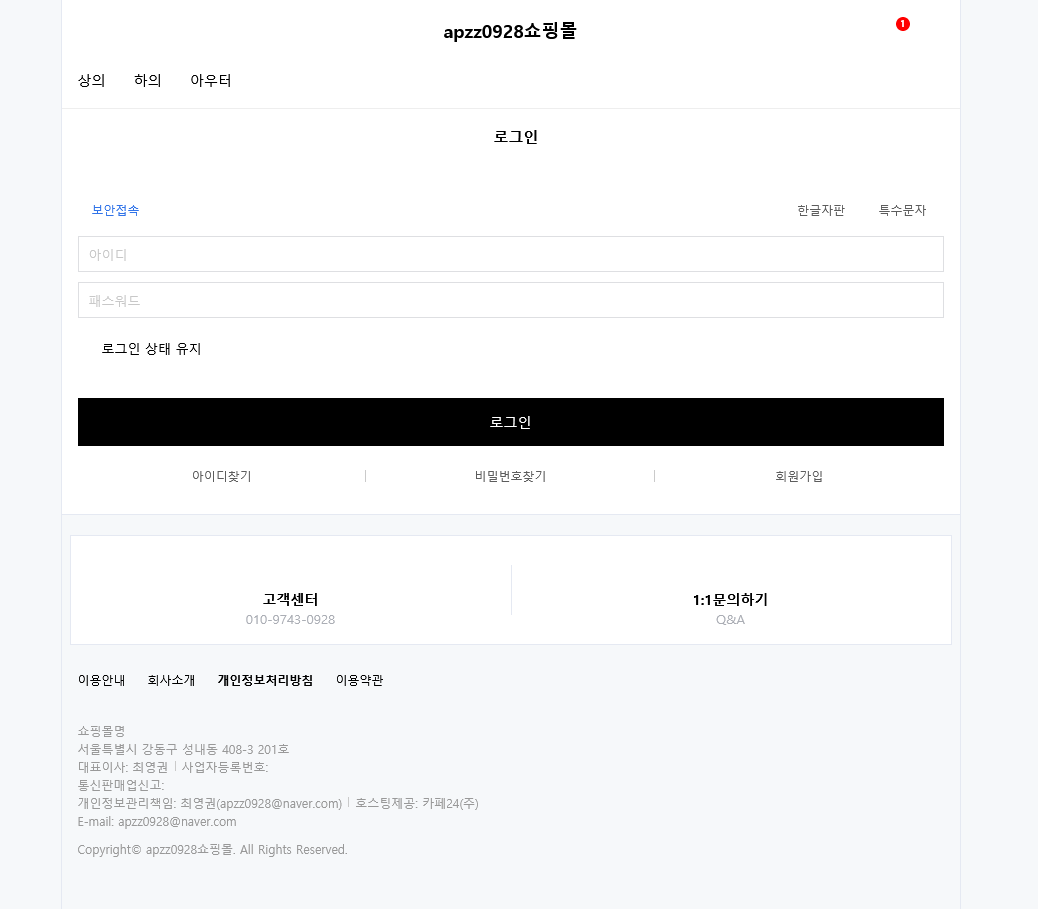 apzz0928쇼핑몰
1
상의 하의 아우터
로그인
보안접속 한글자판 특수문자
아이디
패스워드
로그인 상태 유지
로그인
아이디찾기 비밀번호찾기 회원가입
고객센터 1:1문의하기
010-9743-0928 Q&A
이용안내 회사소개 개인정보처리방침 이용약관
쇼핑몰명
서울특별시 강동구 성내동 408-3 201호
대표이사: 최영권 | 사업자등록번호:
통신판매업신고:
개인정보관리책임: 최영권(apzz0928@naver.com) | 호스팅제공: 카페24(주)
E-mail: apzz0928@naver.com
Copyright© apzz0928쇼핑몰. All Rights Reserved.